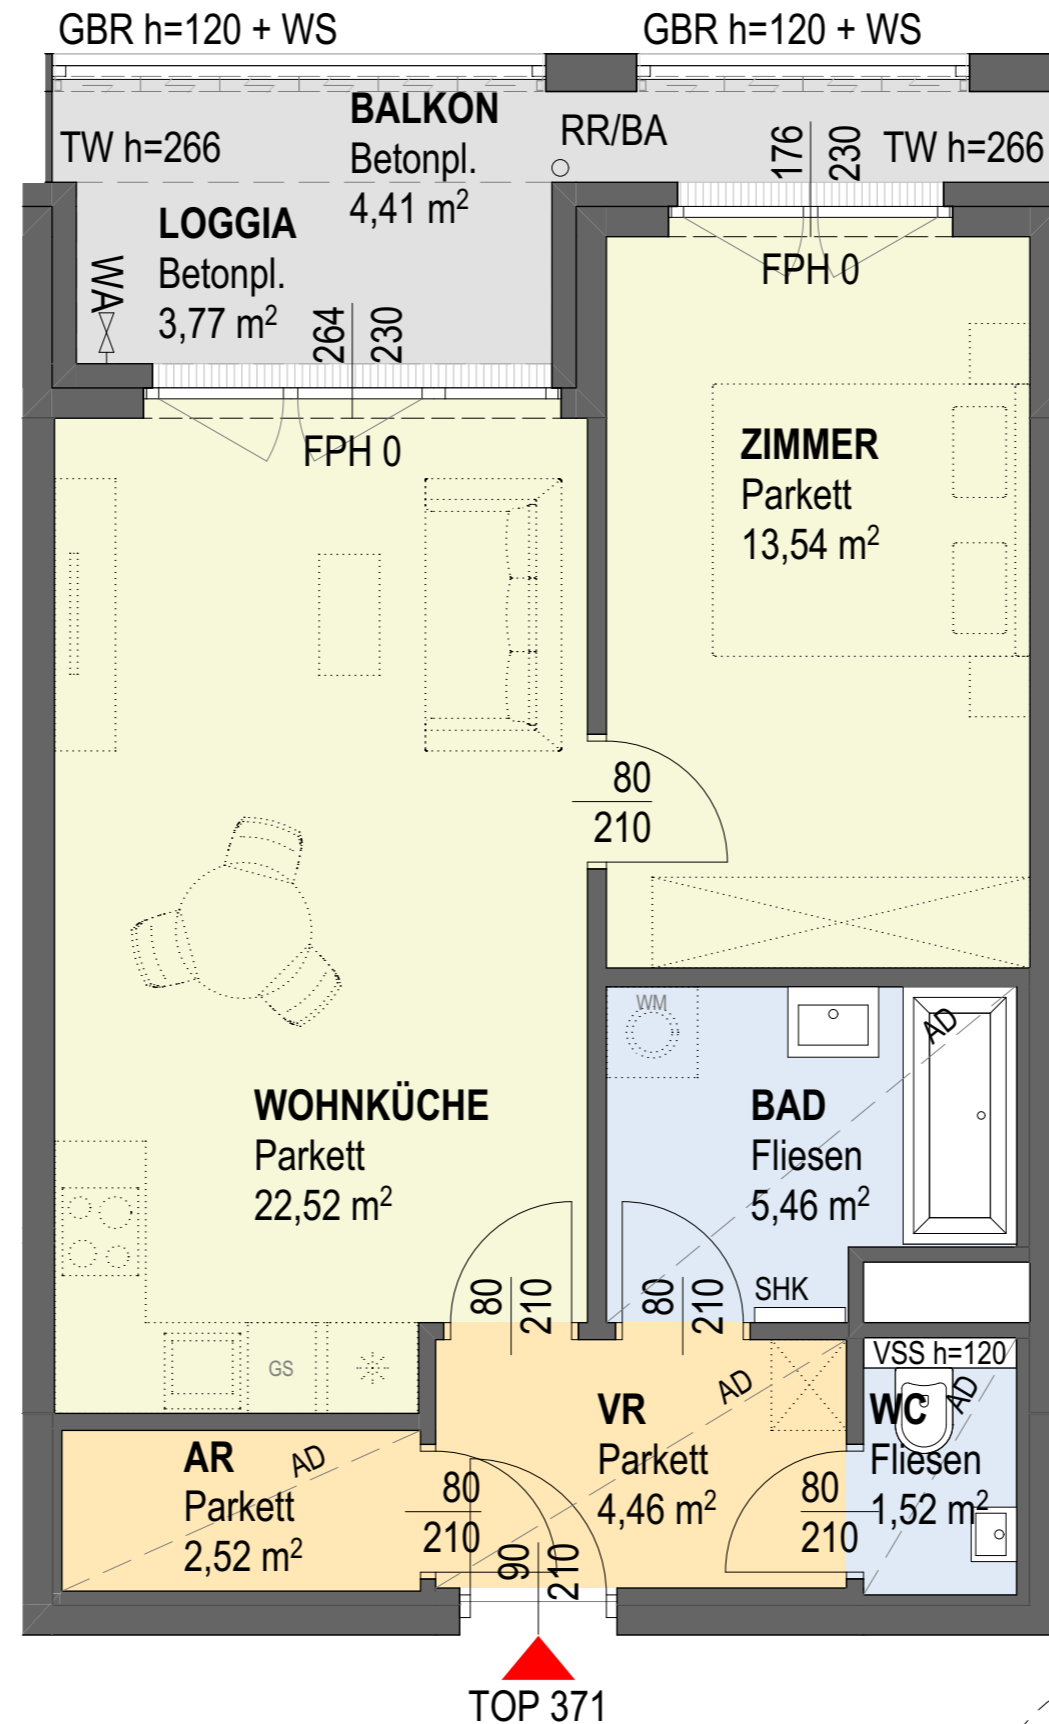 GBR h=120 + WS
GBR h=120 + WS
BALKON
Betonpl.
4,41 m²
TW h=266
RR/BA
176
230
TW h=266
LOGGIA
Betonpl.
3,77 m²
WA
264
230
FPH 0
FPH 0
ZIMMER
Parkett
13,54 m²
80
210
WM
AD
WOHNKÜCHE
Parkett
22,52 m²
BAD
Fliesen
5,46 m²
80
210
80
210
SHK
GS
VSS h=120
AD
VR
Parkett
4,46 m²
AD
WC
Fliesen
1,52 m²
AR
Parkett
2,52 m²
AD
80
210
80
210
90
210
TOP 371